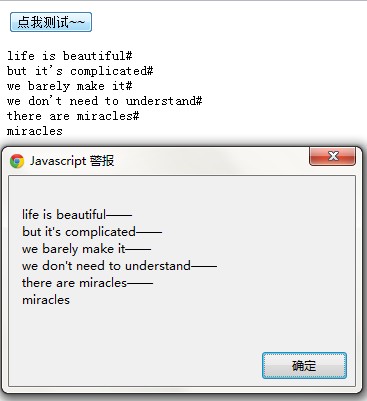 点我测试~~
life is beautiful#
but it's complicated#
we barely make it#
we don't need to understand#
there are miracles#
miracles
Javascript 警报
life is beautiful——
but it's complicated——
we barely make it——
we don't need to understand——
there are miracles——
miracles
确定